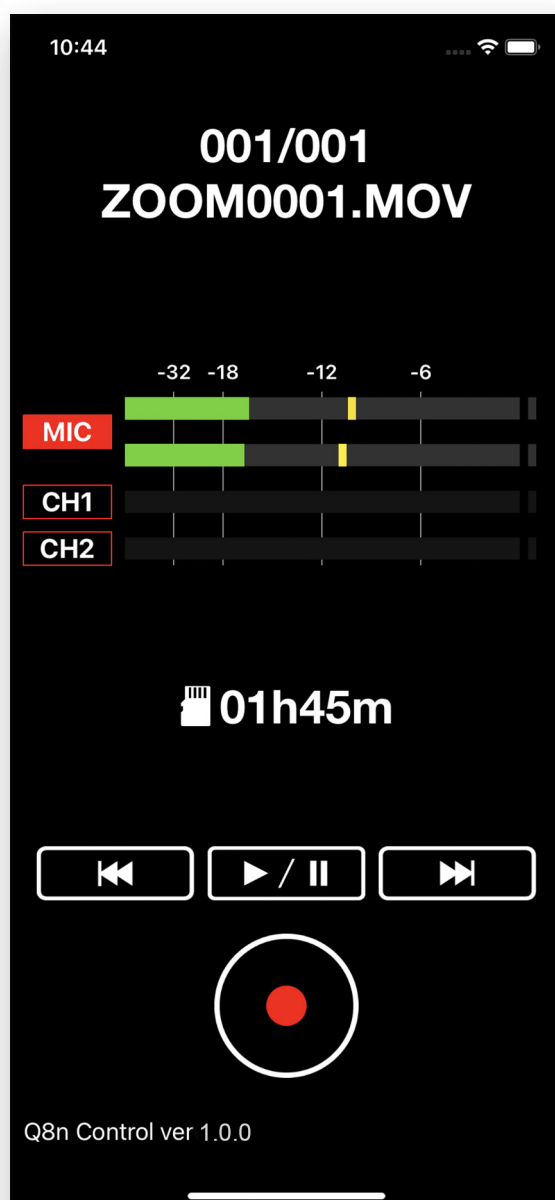 10:44
001/001
ZOOM0001.MOV
-32 -18 -12 -6
MIC
CH1
CH2
01h45m
Q8n Control ver 1.0.0